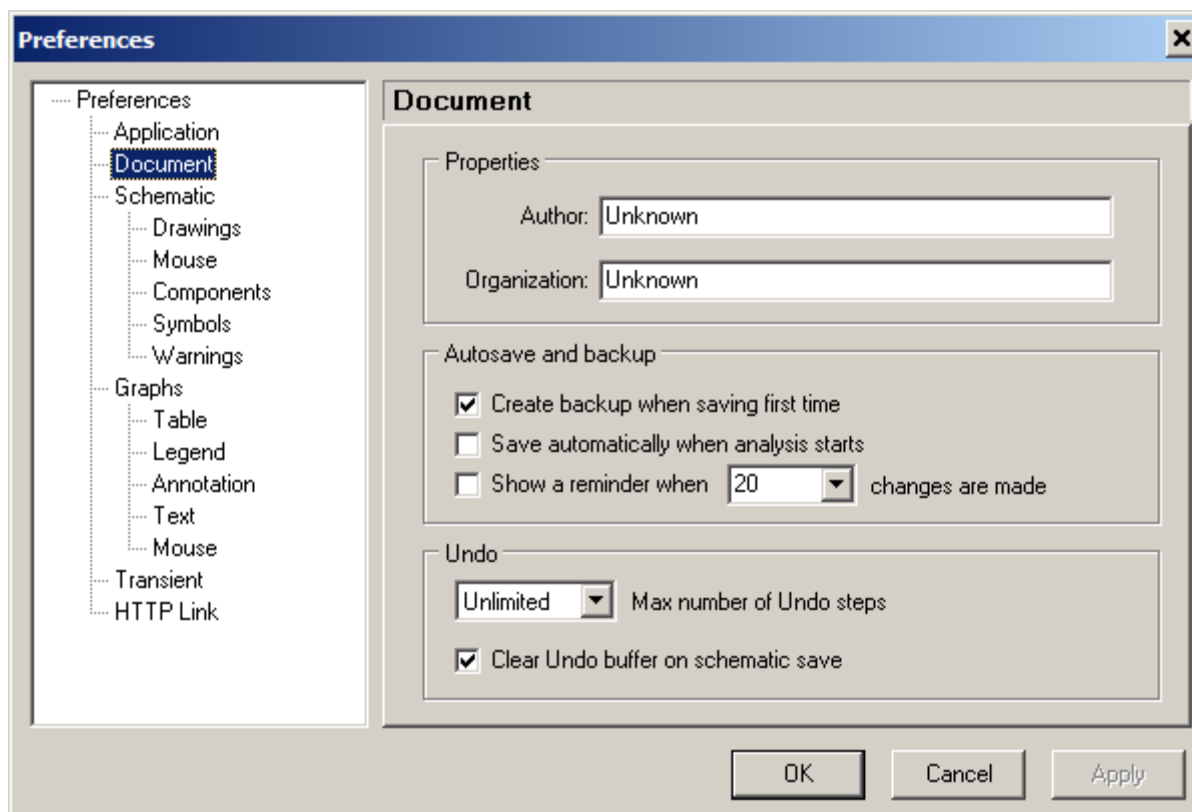 Preferences
Preferences
Application
Document
Schematic
Drawings
Mouse
Components
Symbols
Warnings
Graphs
Table
Legend
Annotation
Text
Mouse
Transient
HTTP Link
Document
Properties
Author: Unknown
Organization: Unknown
Autosave and backup
Create backup when saving first time
Save automatically when analysis starts
Show a reminder when 20 changes are made
Undo
Unlimited Max number of Undo steps
Clear Undo buffer on schematic save
OK Cancel Apply